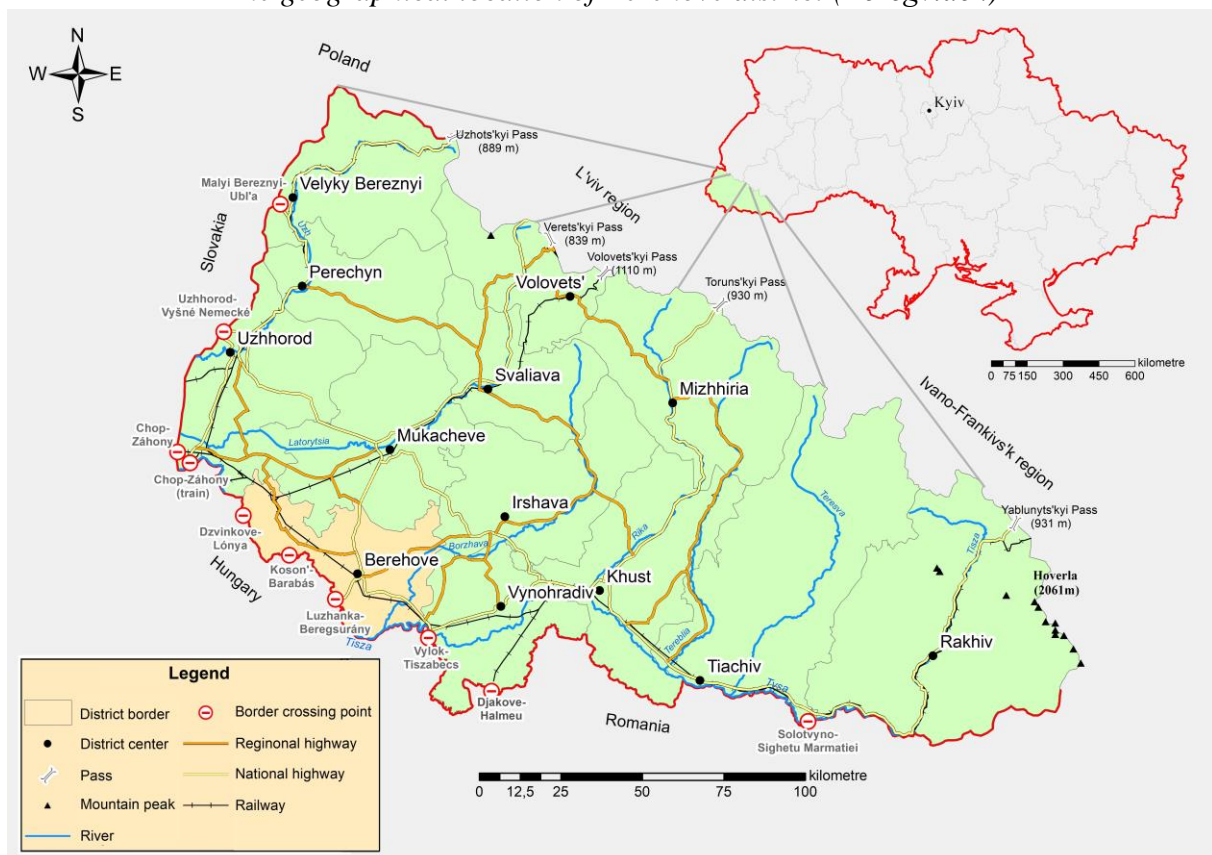 N
W E
S
Poland
Uzhots'kyi Pass
(889 m)
Kyiv
Malyi Bereznyi-
Ubl'a
Velyky Bereznyi
L'viv region
Slovakia
Uzh
Verets'kyi Pass
(839 m)
Volovets'kyi Pass
(1110 m)
Perechyn
Volovets'
Toruns'kyi Pass
(930 m)
Uzhhorod-
Vyšné Nemecké
Uzhhorod
kilometre
0 75 150 300 450 600
Svaliava
Mizhhiria
Ivano-Frankivs'k region
Chop-
Záhony
Latorytsia
Mukacheve
Chop-Záhony
(train)
Irshava
Teresva
Yablunyts'kyi Pass
(931 m)
Dzvinkove-
Lónya
Rika
Tisza
Borzhava
Koson'-
Barabás
Berehove
Hungary
Khust
Hoverla
(2061m)
Vynohradiv
Luzhanka-
Beregsurány
Tisza
Vylok-
Tiszabecs
Tereblia
Rakhiv
Tiachiv
Tysa
Djakove-
Halmeu
Romania
Solotvyno-
Sighetu Marmatiei
Legend
District border
Border crossing point
District center
Reginonal highway
Pass
National highway
Mountain peak
Railway
River
kilometre
0 12,5 25 50 75 100